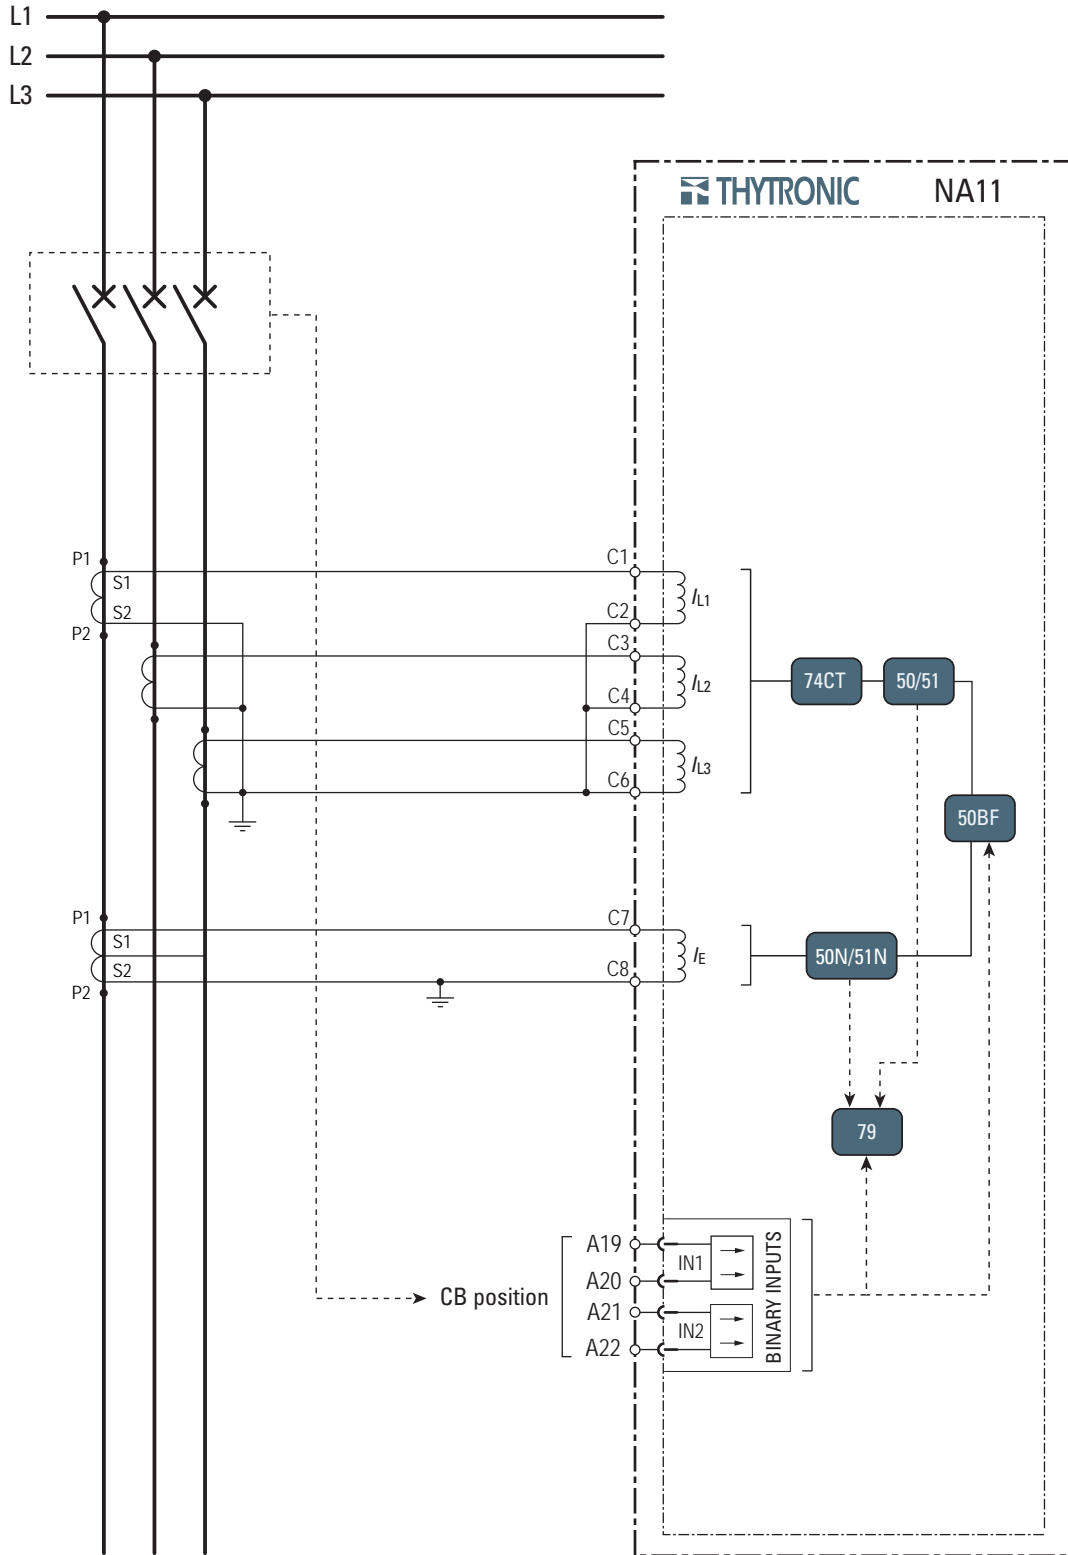 L1
L2
L3
THYTRONIC NA11
P1
S1
S2
P2
C1
C2
C3
C4
C5
C6
IL1
IL2
IL3
74CT
50/51
50BF
P1
S1
S2
P2
C7
C8
IE
50N/51N
79
CB position
A19
A20
A21
A22
IN1
IN2
BINARY INPUTS